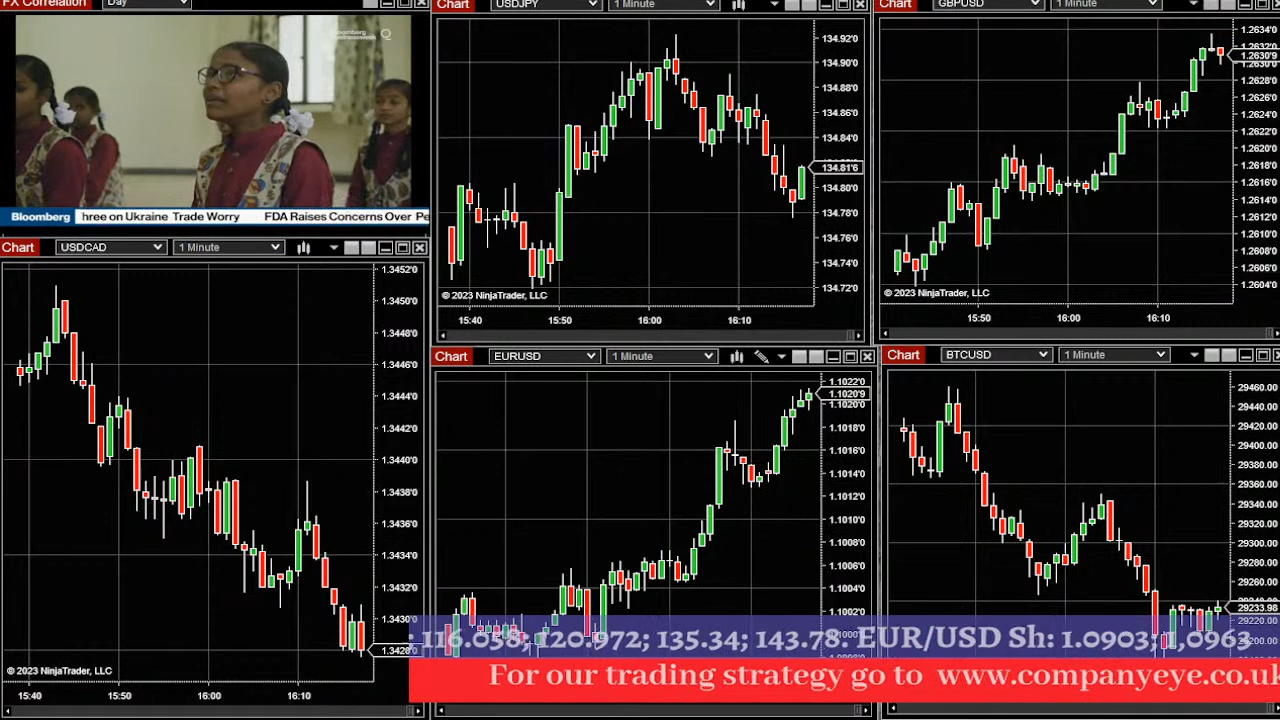 FX Correlation
Day
Bloomberg
Businessweek
Bloomberg
hree on Ukraine Trade Worry FDA Raises Concerns Over Pe
Chart
USDCAD
1 Minute
1.3452'0
1.3450'0
1.3448'0
1.3446'0
1.3444'0
1.3442'0
1.3440'0
1.3438'0
1.3436'0
1.3434'0
1.3432'0
1.3430'0
1.3428'0
© 2023 NinjaTrader, LLC
15:40 15:50 16:00 16:10
Chart
USDJPY
1 Minute
134.92'0
134.90'0
134.88'0
134.86'0
134.84'0
134.81'6
134.80'0
134.78'0
134.76'0
134.74'0
134.72'0
© 2023 NinjaTrader, LLC
15:40 15:50 16:00 16:10
Chart
GBPUSD
1 Minute
1.2634'0
1.2632'0
1.2630'9
1.2628'0
1.2626'0
1.2624'0
1.2622'0
1.2620'0
1.2618'0
1.2616'0
1.2614'0
1.2612'0
1.2610'0
1.2608'0
1.2606'0
1.2604'0
© 2023 NinjaTrader, LLC
15:50 16:00 16:10
Chart
EURUSD
1 Minute
1.1022'0
1.1020'9
1.1020'0
1.1018'0
1.1016'0
1.1014'0
1.1012'0
1.1010'0
1.1008'0
1.1006'0
1.1004'0
1.1002'0
Chart
BTCUSD
1 Minute
29460.00
29440.00
29420.00
29400.00
29380.00
29360.00
29340.00
29320.00
29300.00
29280.00
29260.00
29233.98
29220.00
: 116.058; 120.972; 135.34; 143.78. EUR/USD Sh: 1.0903; 1,0963
For our trading strategy go to www.companyeye.co.uk